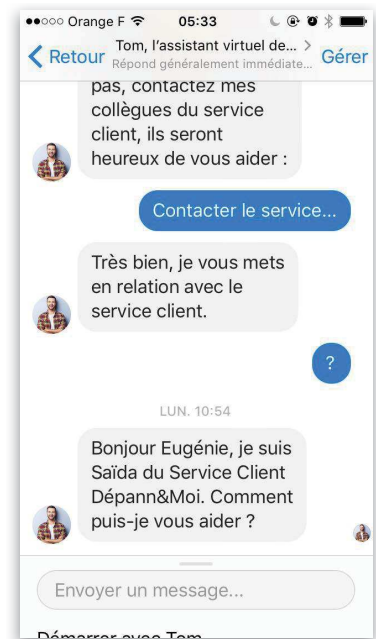 Orange F 05:33
Retour Tom, l'assistant virtuel de... > Gérer
Répond généralement immédiate...
pas, contactez mes
collègues du service
client, ils seront
heureux de vous aider :
Contacter le service...
Très bien, je vous mets
en relation avec le
service client.
?
LUN. 10:54
Bonjour Eugénie, je suis
Saïda du Service Client
Dépann&Moi. Comment
puis-je vous aider ?
Envoyer un message...
Démarrer avec Tom